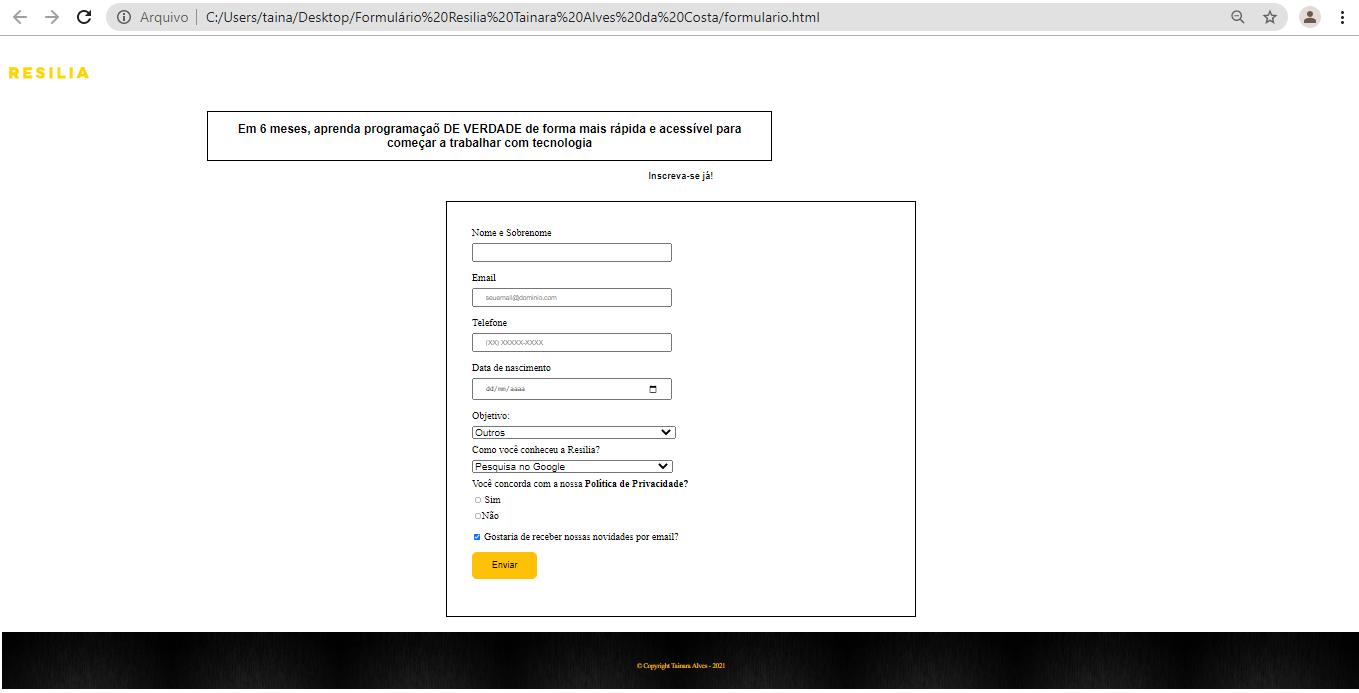 Arquivo | C:/Users/taina/Desktop/Formulário%20Resilia%20Tainara%20Alves%20da%20Costa/formulario.html
RESILIA
Em 6 meses, aprenda programaçaõ DE VERDADE de forma mais rápida e acessível para
começar a trabalhar com tecnologia
Inscreva-se já!
Nome e Sobrenome
Email
seuemail@dominio.com
Telefone
(XX) XXXXX-XXXX
Data de nascimento
dd/mm/aaaa
Objetivo:
Outros
Como você conheceu a Resilia?
Pesquisa no Google
Você concorda com a nossa Política de Privacidade?
Sim
Não
Gostaria de receber nossas novidades por email?
Enviar
© Copyright Tainara Alves - 2021